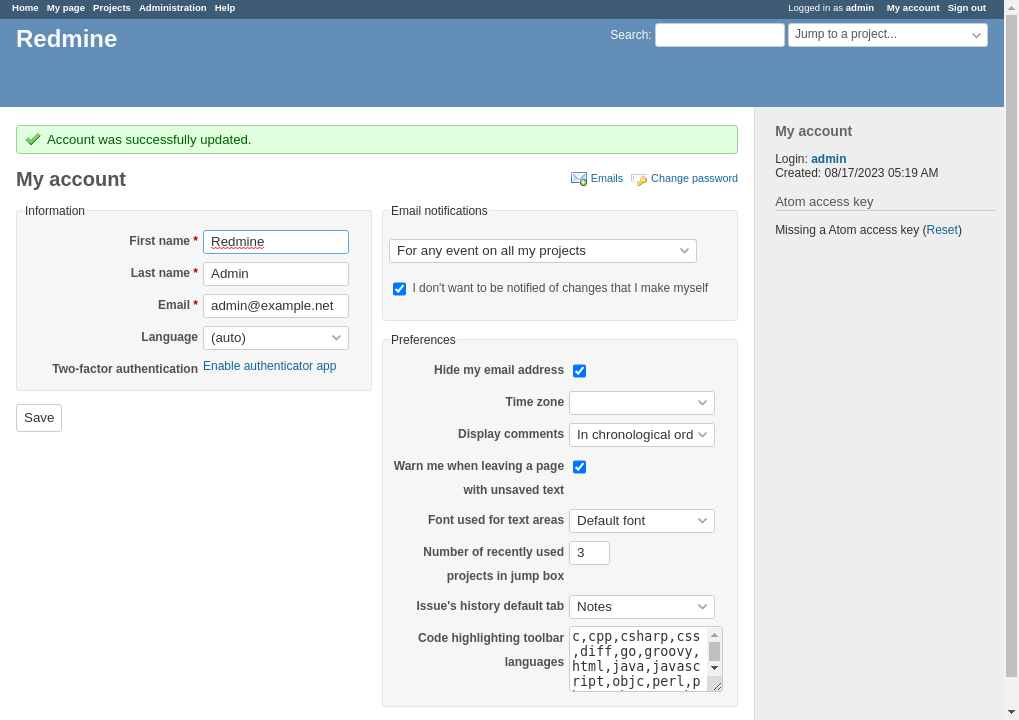 Home My page Projects Administration Help
Logged in as admin My account Sign out
Redmine
Search:
Jump to a project...
Account was successfully updated.
My account
Emails Change password
Information
First name * Redmine
Last name * Admin
Email * admin@example.net
Language (auto)
Two-factor authentication Enable authenticator app
Save
Email notifications
For any event on all my projects
I don't want to be notified of changes that I make myself
Preferences
Hide my email address
Time zone
Display comments In chronological ord
Warn me when leaving a page
with unsaved text
Font used for text areas Default font
Number of recently used 3
projects in jump box
Issue's history default tab Notes
Code highlighting toolbar
languages
c,cpp,csharp,css
,diff,go,groovy,
html,java,javasc
ript,objc,perl,p
My account
Login: admin
Created: 08/17/2023 05:19 AM
Atom access key
Missing a Atom access key (Reset)